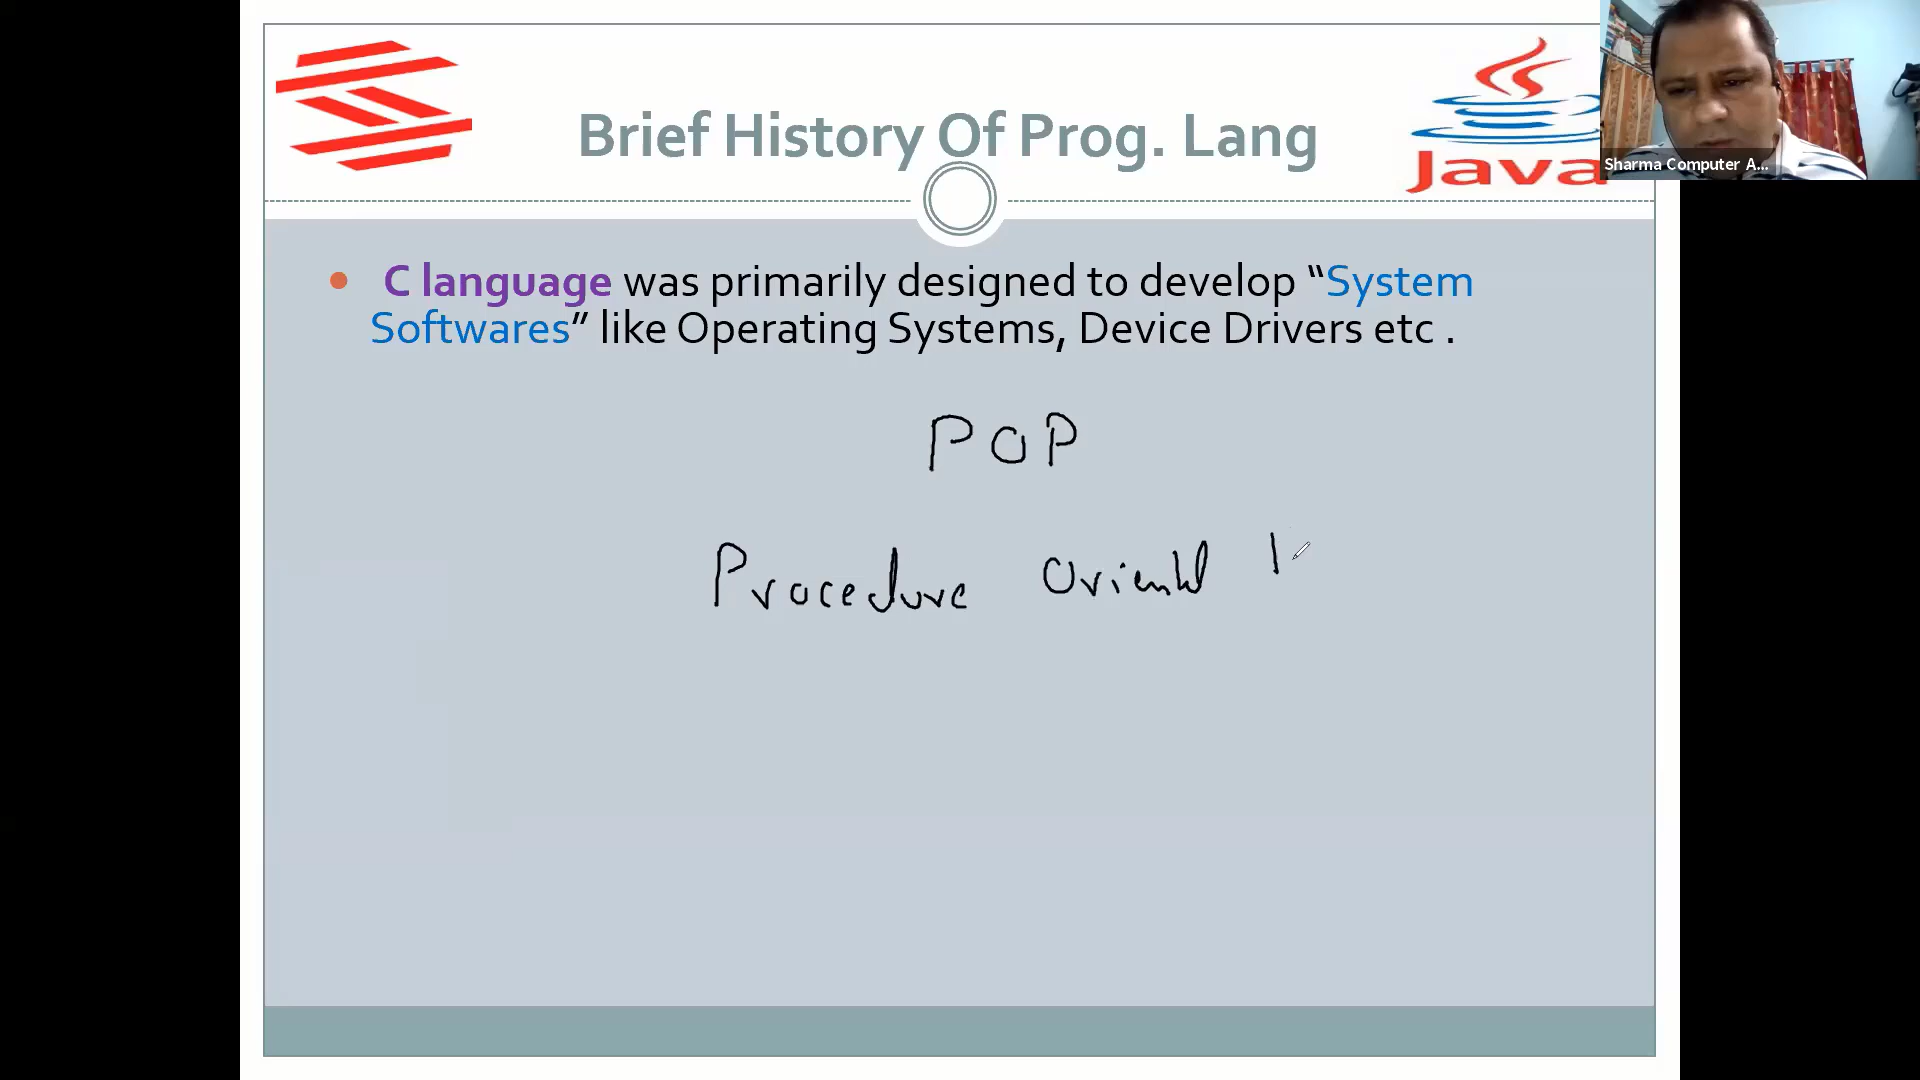 Brief History Of Prog. Lang
Java
Sharma Computer A...
• C language was primarily designed to develop “System
Softwares” like Operating Systems, Device Drivers etc .
POP
Procedure Oriented